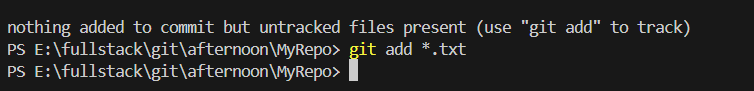 nothing added to commit but untracked files present (use "git add" to track)
PS E:\fullstack\git\afternoon\MyRepo> git add *.txt
PS E:\fullstack\git\afternoon\MyRepo>